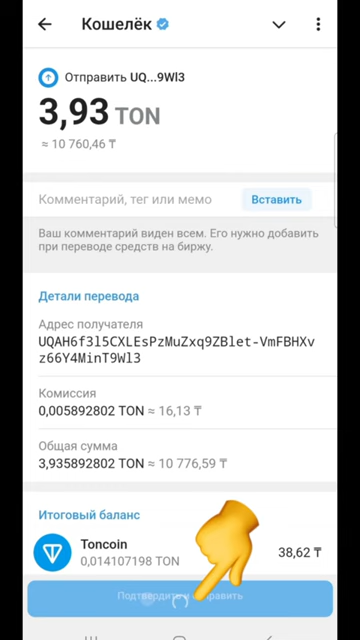 Кошелёк
Отправить UQ...9Wl3
3,93 TON
≈ 10 760,46 ₸
Комментарий, тег или мемо
Вставить
Ваш комментарий виден всем. Его нужно добавить
при переводе средств на биржу.
Детали перевода
Адрес получателя
UQAH6f3l5CXLEsPzMuZxq9ZBlet-VmFBHXv
z66Y4MinT9Wl3
Комиссия
0,005892802 TON ≈ 16,13 ₸
Общая сумма
3,935892802 TON ≈ 10 776,59 ₸
Итоговый баланс
Toncoin
38,62 ₸
0,014107198 TON
Подтвердить и отправить